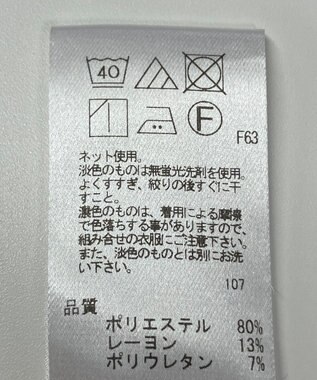 40
F
F63
ネット使用。
淡色のものは無蛍光洗剤を使用。
よくすすぎ、絞りの後すぐに干
すこと。
濃色のものは、着用による摩擦
で色落ちする事がありますので、
組み合せの衣服にご注意下さい。
また、淡色のものとは別にお洗
い下さい。
107
品質
ポリエステル 80%
レーヨン 13%
ポリウレタン 7%